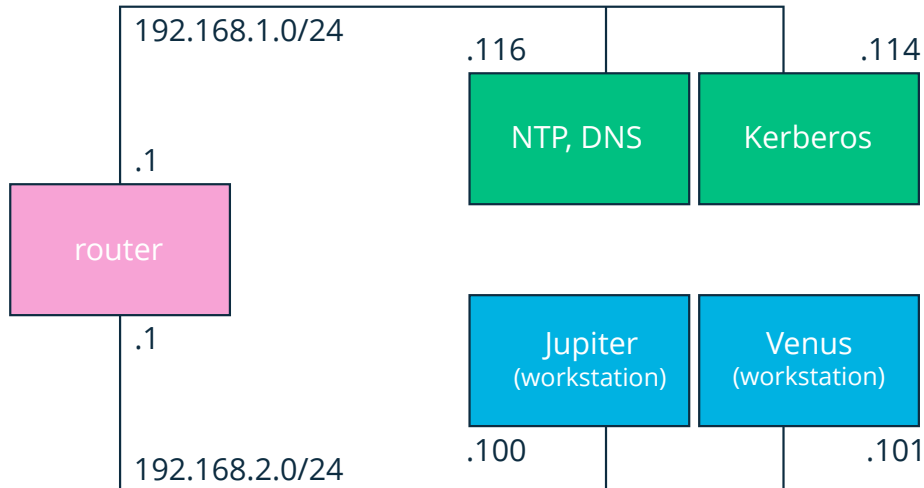 192.168.1.0/24
.116
.114
NTP, DNS
Kerberos
.1
router
.1
Jupiter
(workstation)
Venus
(workstation)
.100
.101
192.168.2.0/24